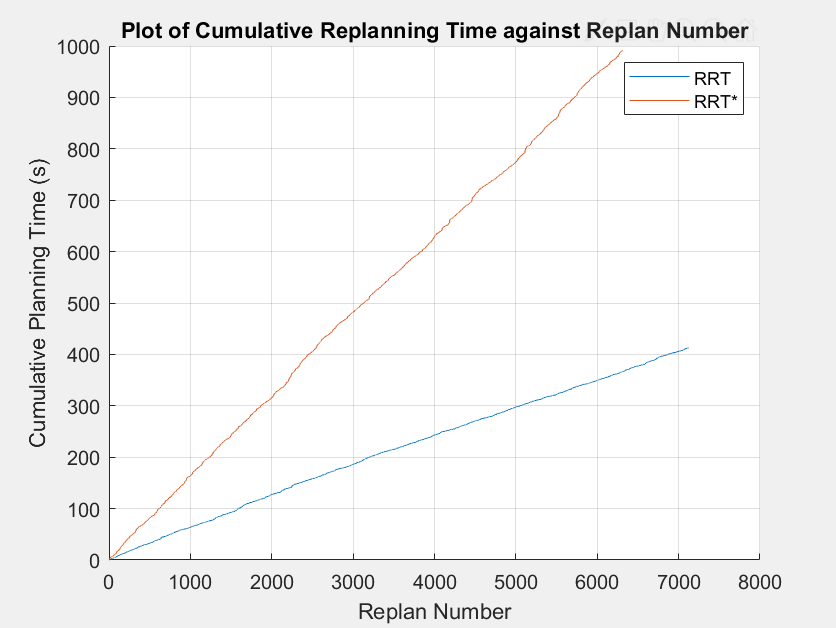 Plot of Cumulative Replanning Time against Replan Number
1000
900
800
700
600
500
400
300
200
100
0
Cumulative Planning Time (s)
RRT
RRT*
0 1000 2000 3000 4000 5000 6000 7000 8000
Replan Number